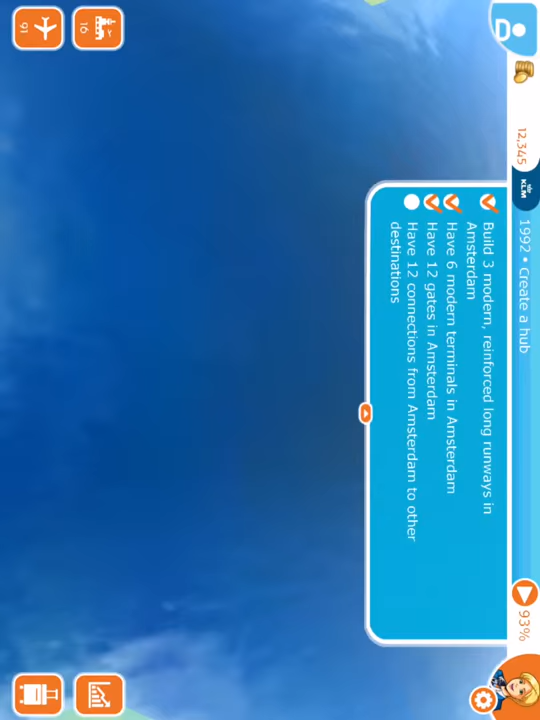 12,345
KLM
1992 • Create a hub
93%
Build 3 modern, reinforced long runways in
Amsterdam
Have 6 modern terminals in Amsterdam
Have 12 gates in Amsterdam
Have 12 connections from Amsterdam to other
destinations
16
91